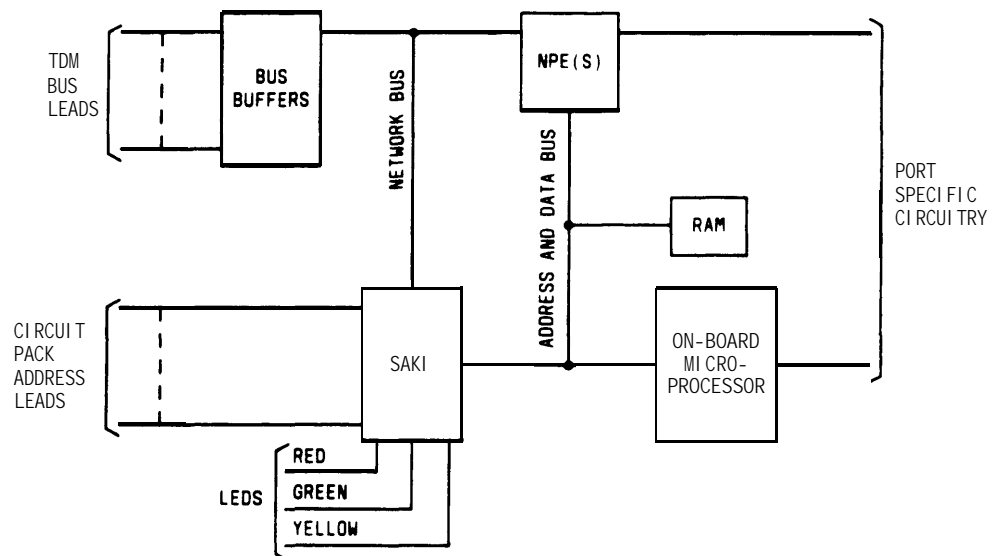 TDM
BUS
LEADS
BUS
BUFFERS
NETWORK BUS
NPE(S)
ADDRESS AND DATA BUS
RAM
PORT
SPECIFIC
CIRCUITRY
CIRCUIT
PACK
ADDRESS
LEADS
SAKI
ON-BOARD
MICRO-
PROCESSOR
LEDS
RED
GREEN
YELLOW